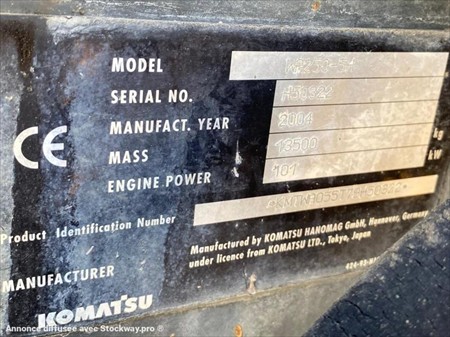 MODEL
SERIAL NO.
MANUFACT. YEAR 2004
MASS 13500 kg
ENGINE POWER 101 kW
CE
Product Identification Number
Manufactured by KOMATSU HANOMAG GmbH, Hannover, Germany
under licence from KOMATSU LTD., Tokyo, Japan
MANUFACTURER
KOMATSU
Annonce diffusée avec Stockway.pro ®